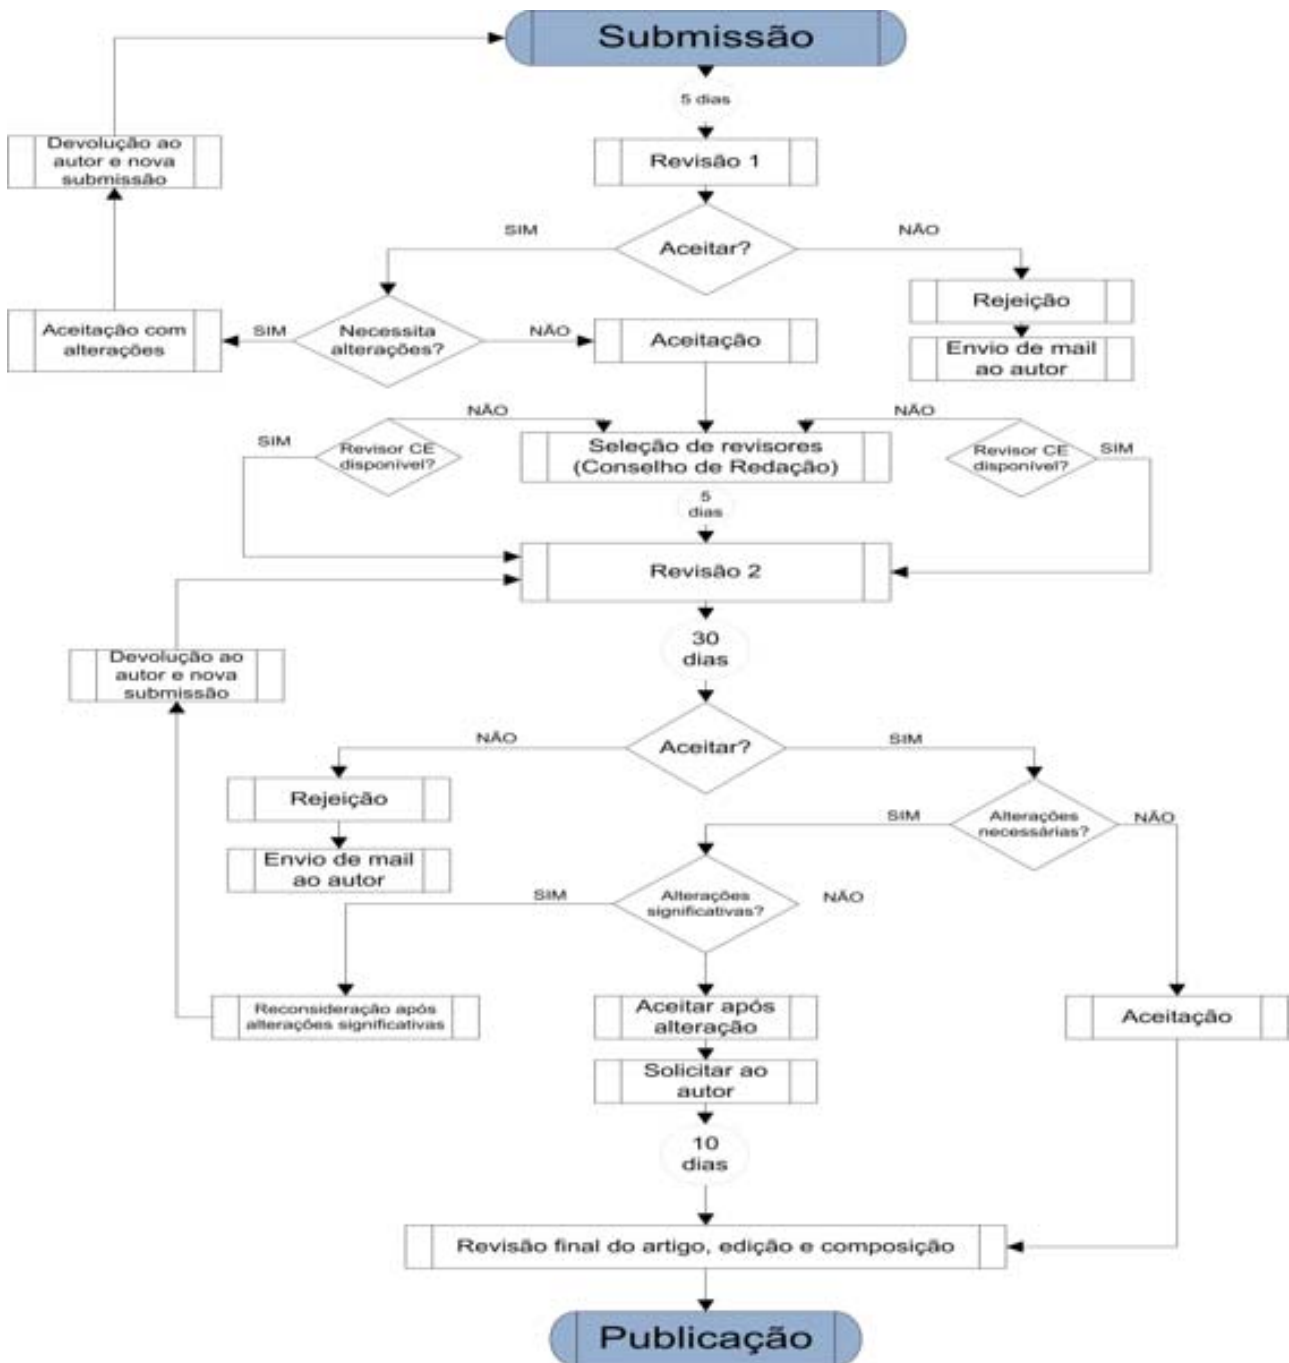 Submissão
5 dias
Devolução ao
autor e nova
submissão
Revisão 1
SIM
Aceitar?
NÃO
Rejeição
Aceitação com
alterações
SIM
Necessita
alterações?
NÃO
Aceitação
Envio de mail
ao autor
NÃO
NÃO
SIM
Revisor CE
disponível?
Seleção de revisores
(Conselho de Redação)
Revisor CE
disponível?
SIM
5
dias
Revisão 2
30
dias
Devolução ao
autor e nova
submissão
NÃO
Aceitar?
SIM
Rejeição
SIM
Alterações
necessárias?
NÃO
Envio de mail
ao autor
SIM
Alterações
significativas?
NÃO
Reconsideração após
alterações significativas
Aceitar após
alteração
Aceitação
Solicitar ao
autor
10
dias
Revisão final do artigo, edição e composição
Publicação